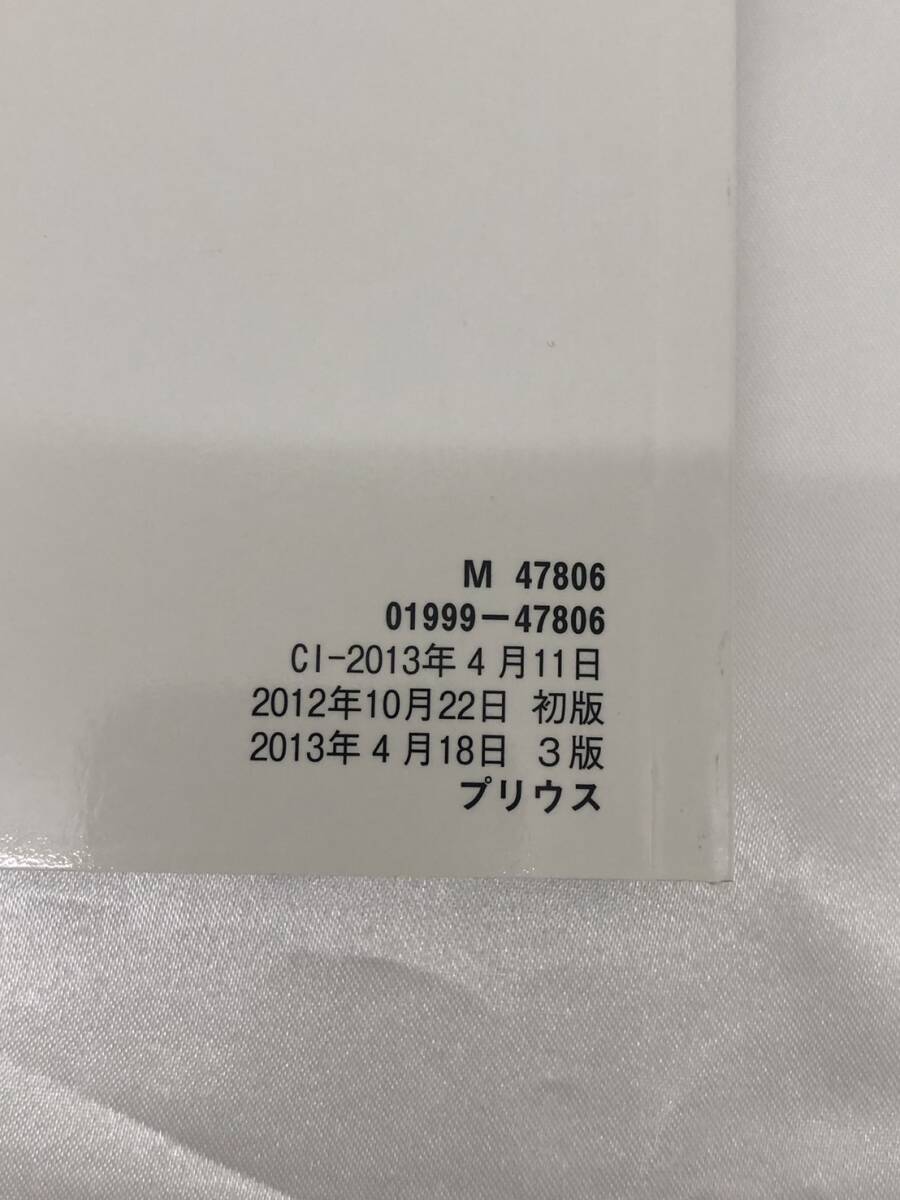 M 47806
01999-47806
CI-2013年4月11日
2012年10月22日 初版
2013年4月18日 3版
プリウス